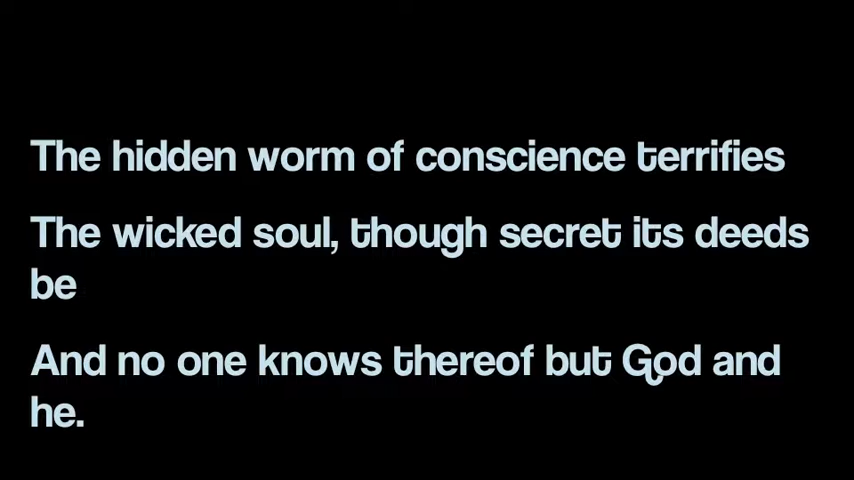 The hidden worm of conscience terrifies
The wicked soul, though secret its deeds
be
And no one knows thereof but God and
he.